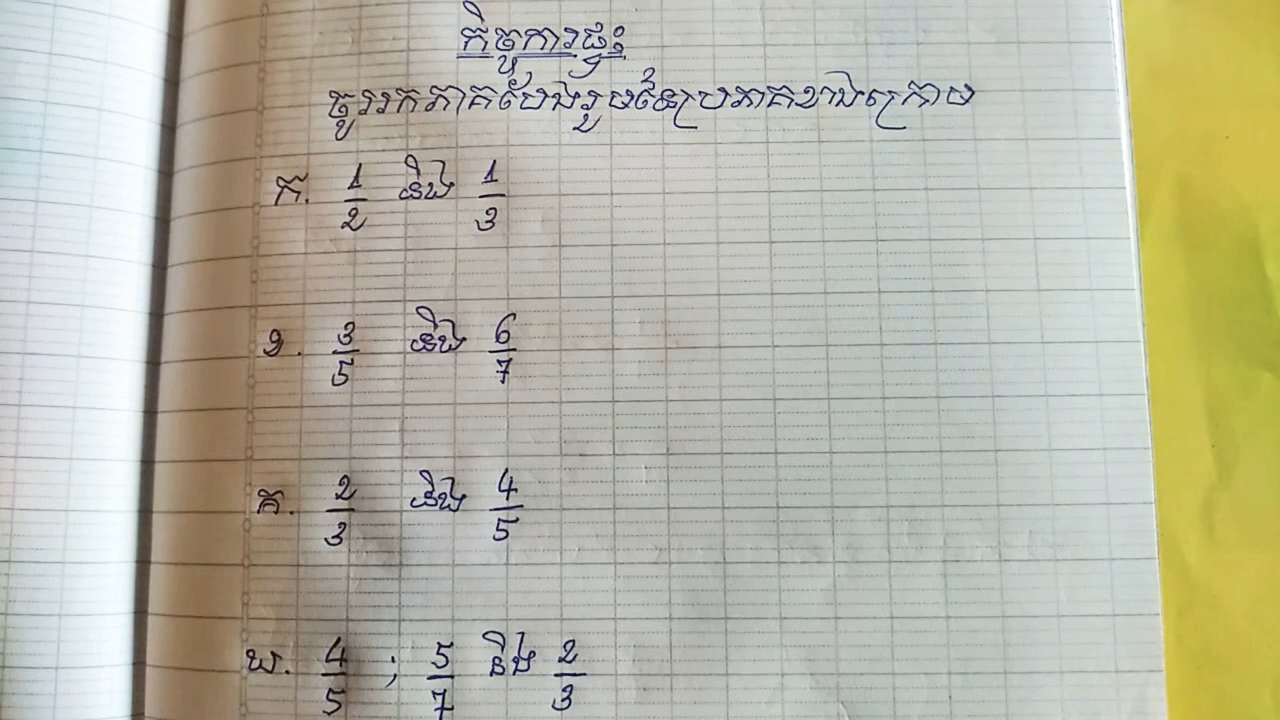 កិច្ចការផ្ទះ
ចូររកភាគបែងរួមនៃប្រភាគខាងក្រោម
ក. 1/2 និង 1/3
ខ. 3/5 និង 6/7
គ. 2/3 និង 4/5
ឃ. 4/5 ; 5/7 និង 2/3